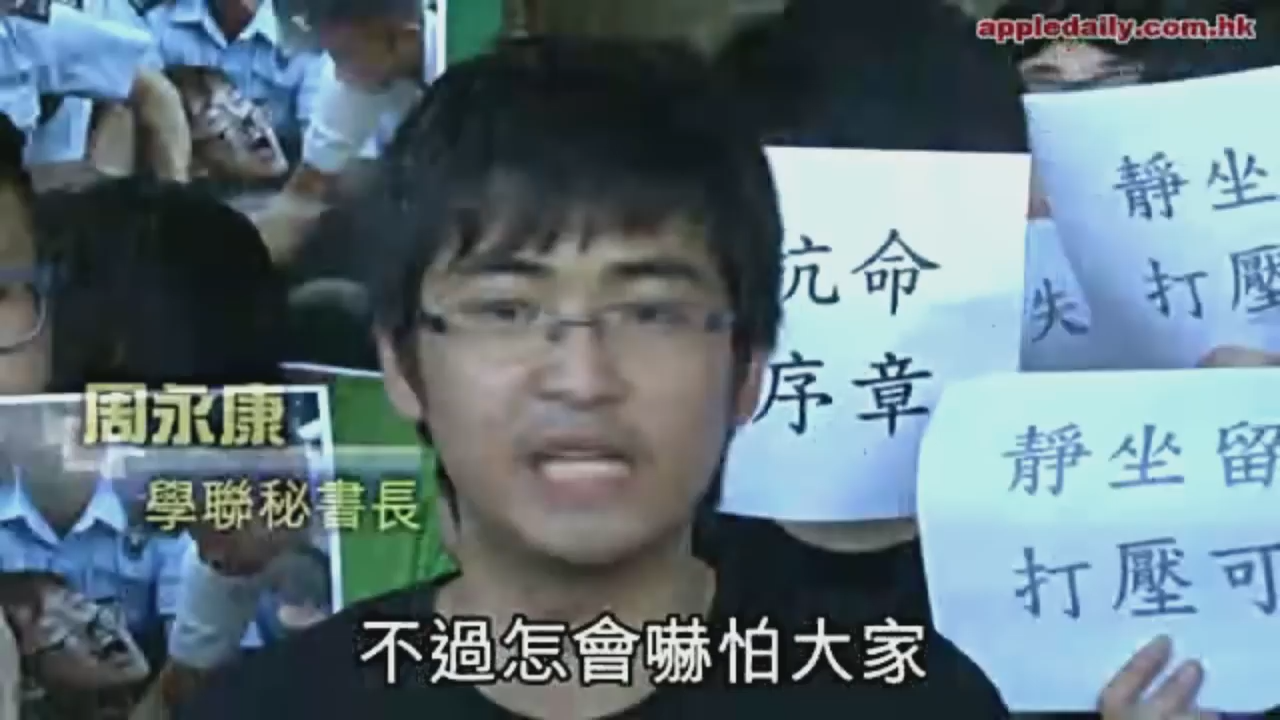 appledaily.com.hk
靜坐
打壓
抗命
序章
失
靜坐留
打壓可
周永康
學聯秘書長
不過怎會嚇怕大家